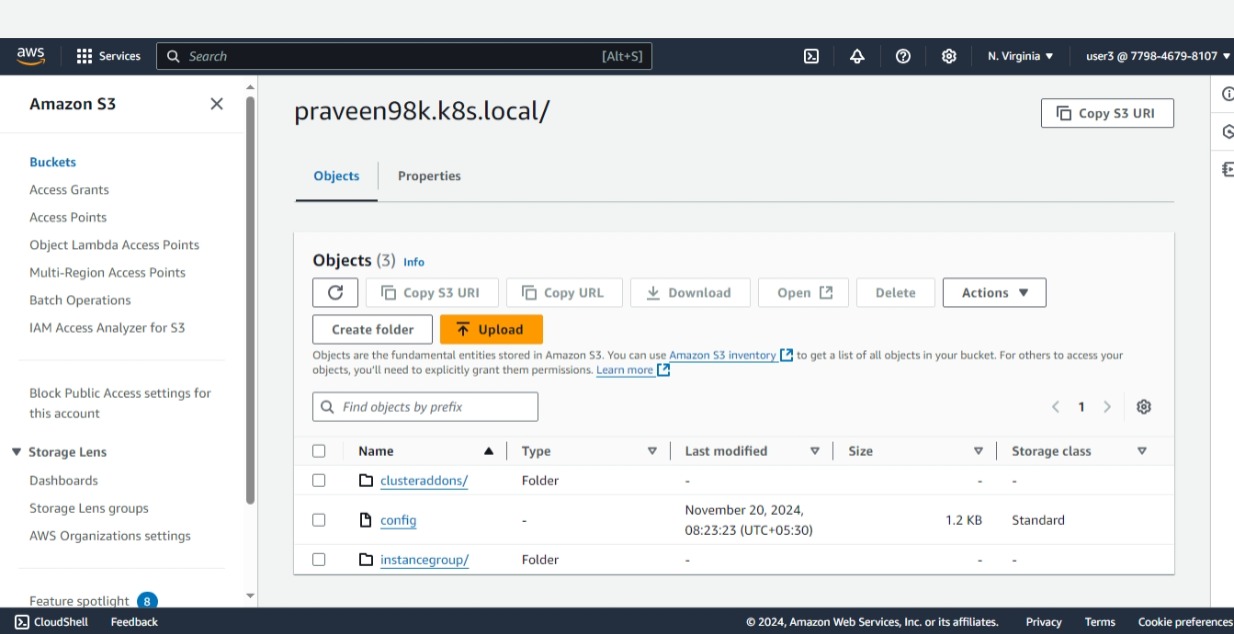 aws Services Search [Alt+S] N. Virginia ▼ user3 @ 7798-4679-8107 ▼
Amazon S3
Buckets
Access Grants
Access Points
Object Lambda Access Points
Multi-Region Access Points
Batch Operations
IAM Access Analyzer for S3
Block Public Access settings for
this account
▼ Storage Lens
Dashboards
Storage Lens groups
AWS Organizations settings
Feature spotlight 8
praveen98k.k8s.local/
Copy S3 URI
Objects Properties
Objects (3) Info
Copy S3 URI Copy URL Download Open Delete Actions ▼
Create folder Upload
Objects are the fundamental entities stored in Amazon S3. You can use Amazon S3 inventory to get a list of all objects in your bucket. For others to access your
objects, you'll need to explicitly grant them permissions. Learn more
Find objects by prefix < 1 >
Name ▲ Type Last modified Size Storage class
clusteraddons/ Folder - - -
config - November 20, 2024, 1.2 KB Standard
08:23:23 (UTC+05:30)
instancegroup/ Folder - - -
CloudShell Feedback © 2024, Amazon Web Services, Inc. or its affiliates. Privacy Terms Cookie preferences